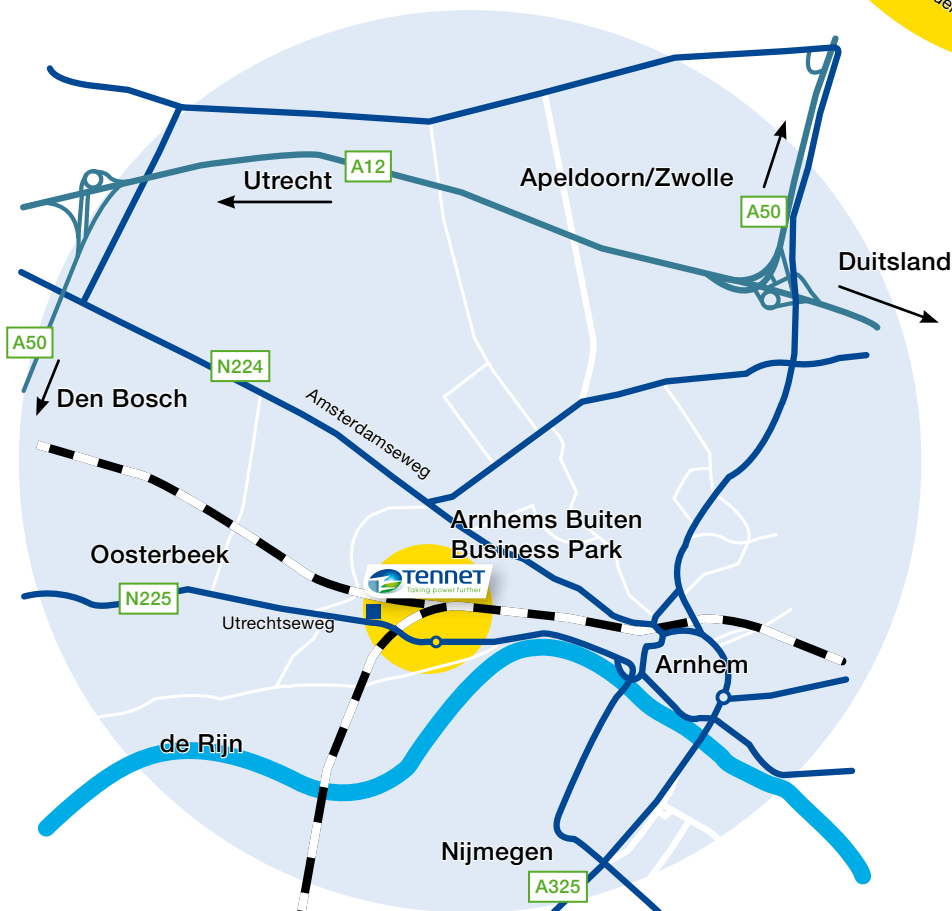 A12
Utrecht
Apeldoorn/Zwolle
A50
Duitsland
A50
N224
Den Bosch
Amsterdamseweg
Arnhems Buiten
Business Park
Oosterbeek
TENNET
Taking power further
N225
Utrechtseweg
Arnhem
de Rijn
Nijmegen
A325